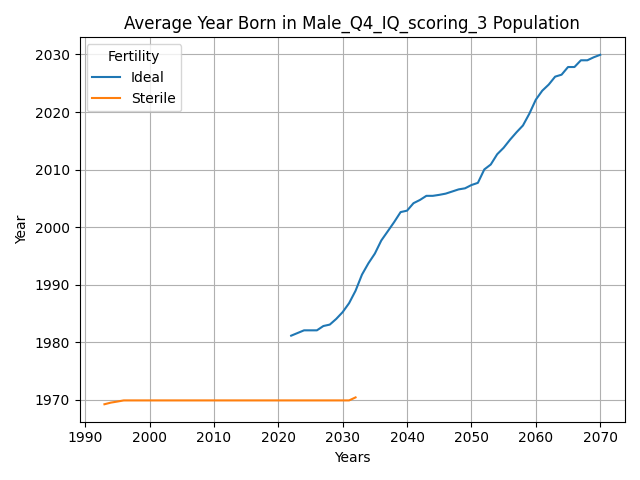 Average Year Born in Male_Q4_IQ_scoring_3 Population
Fertility
Ideal
Sterile
Year
2030
2020
2010
2000
1990
1980
1970
1990 2000 2010 2020 2030 2040 2050 2060 2070
Years